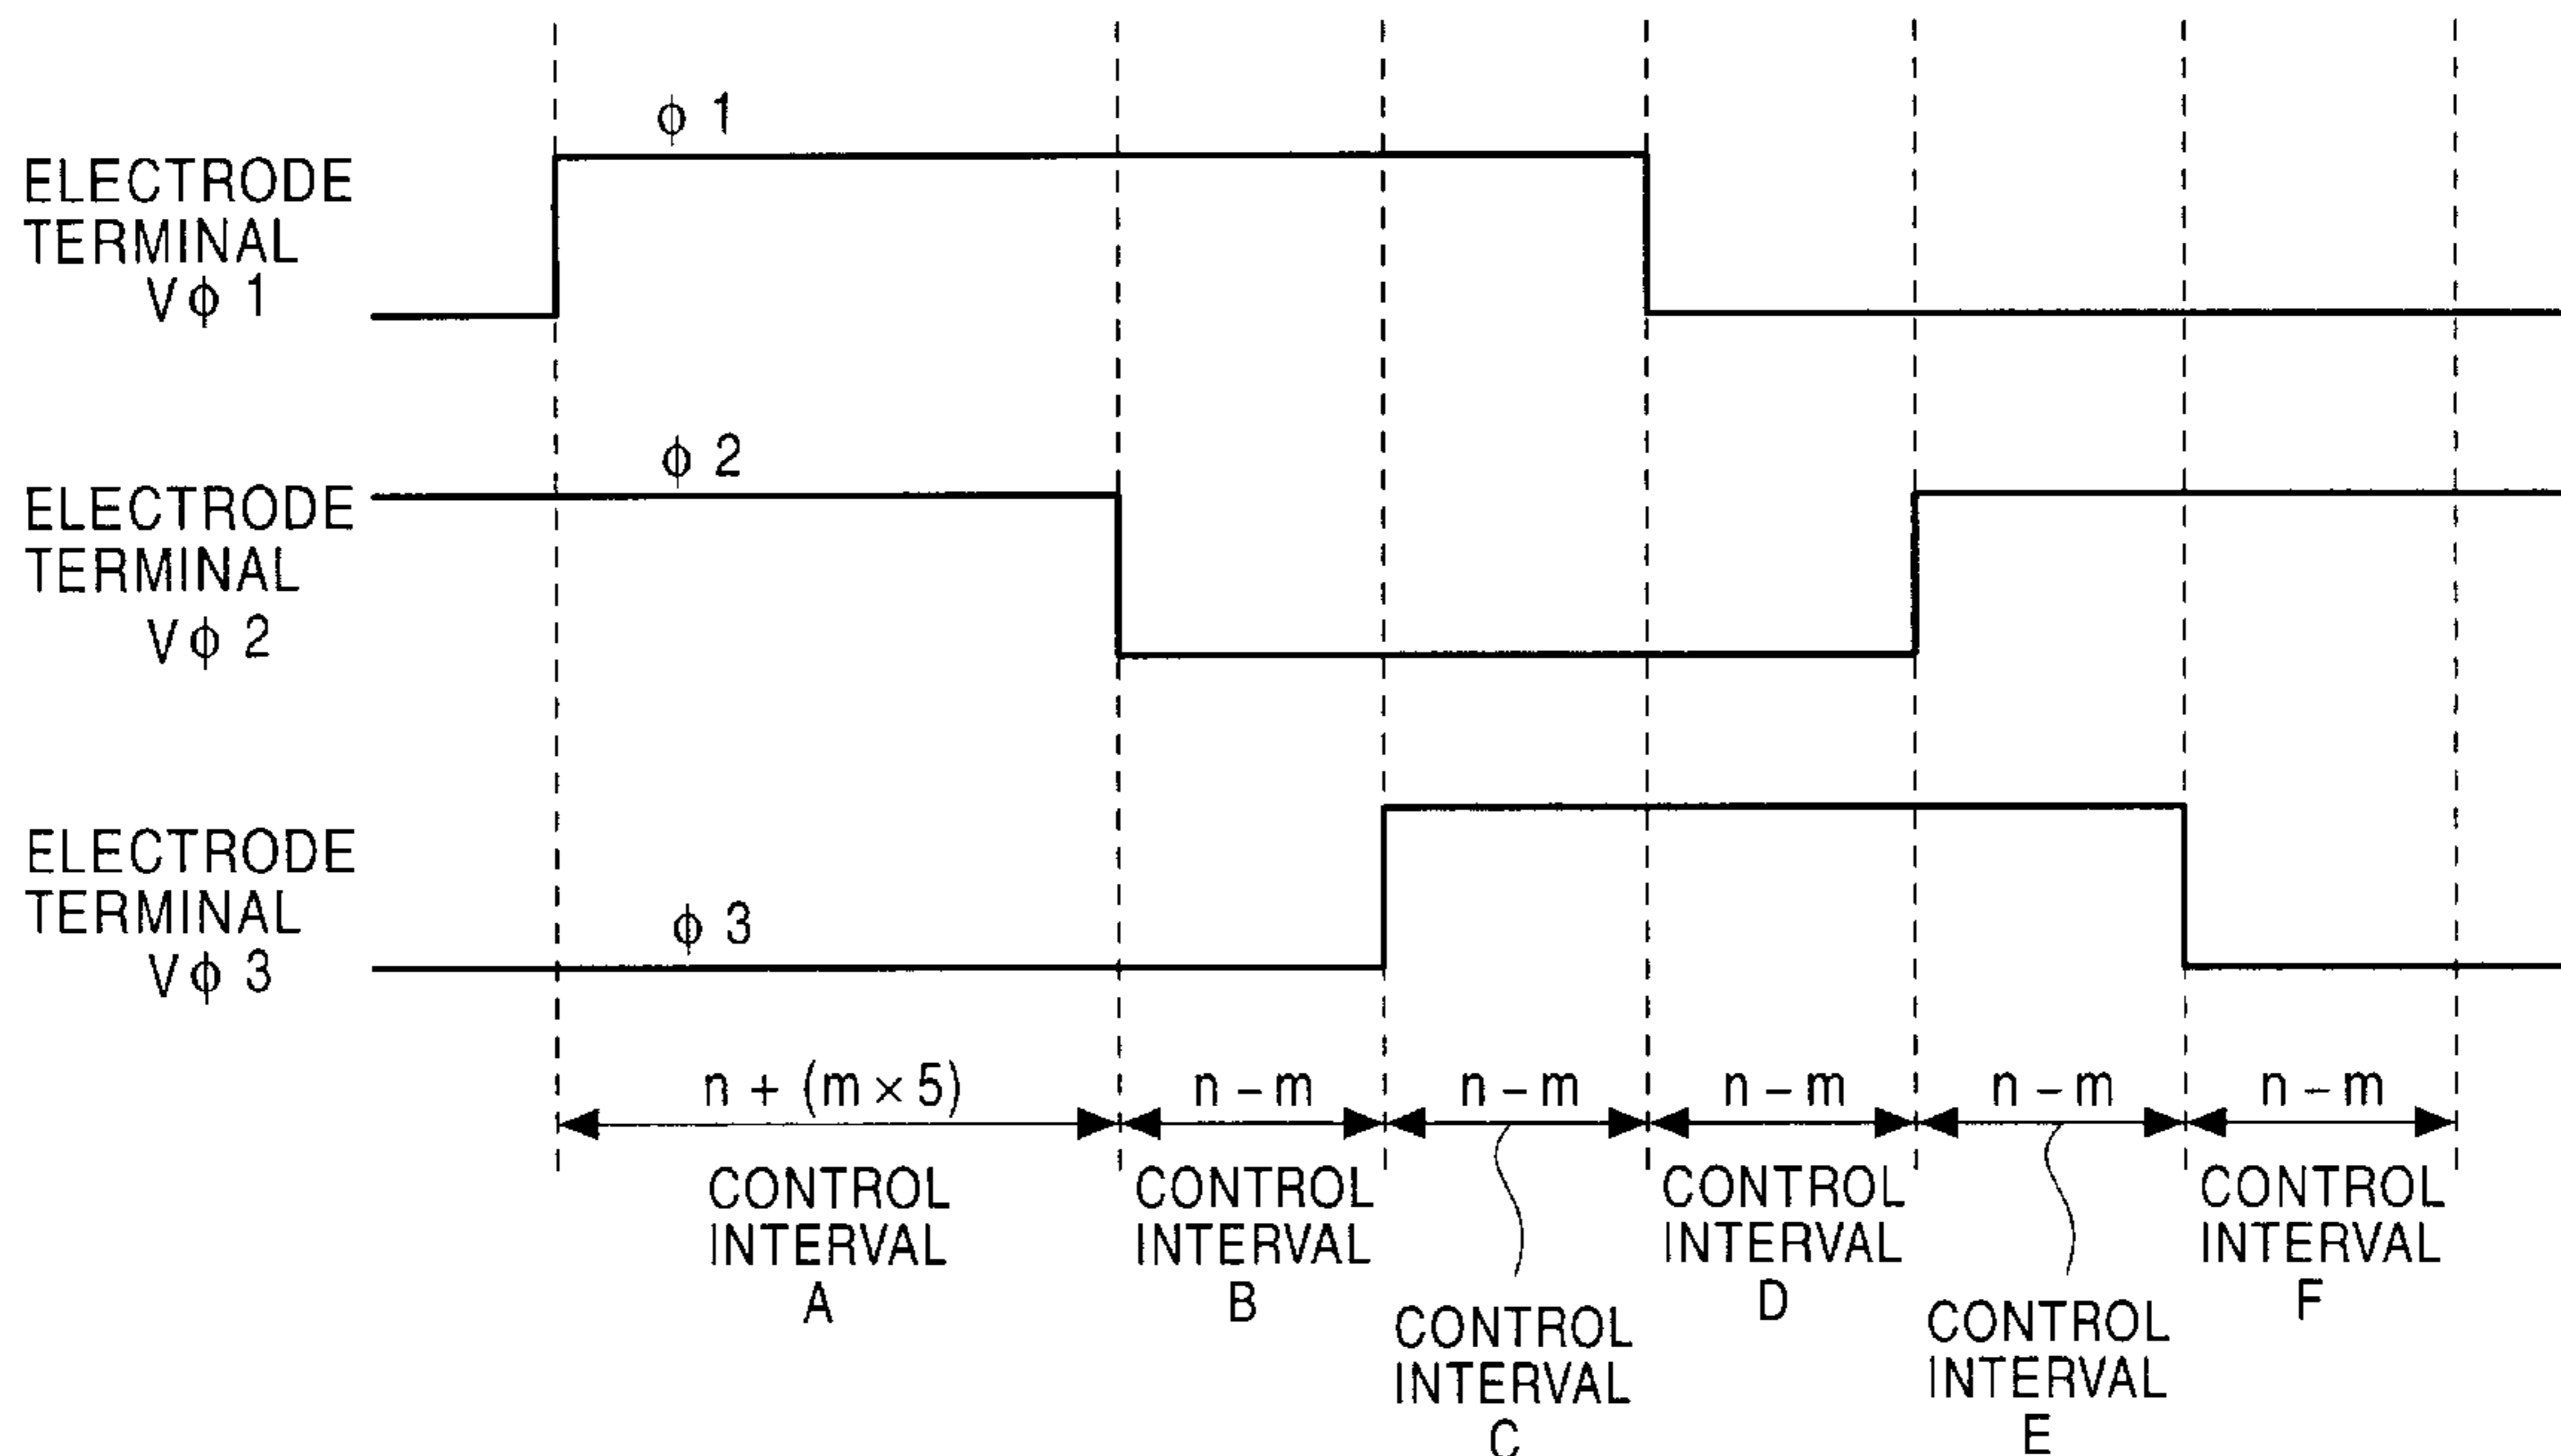 φ 1
ELECTRODE
TERMINAL
Vφ 1
φ 2
ELECTRODE
TERMINAL
Vφ 2
φ 3
ELECTRODE
TERMINAL
Vφ 3
n + (m × 5)
n – m
n – m
n – m
n – m
n – m
CONTROL
INTERVAL
A
CONTROL
INTERVAL
B
CONTROL
INTERVAL
C
CONTROL
INTERVAL
D
CONTROL
INTERVAL
E
CONTROL
INTERVAL
F